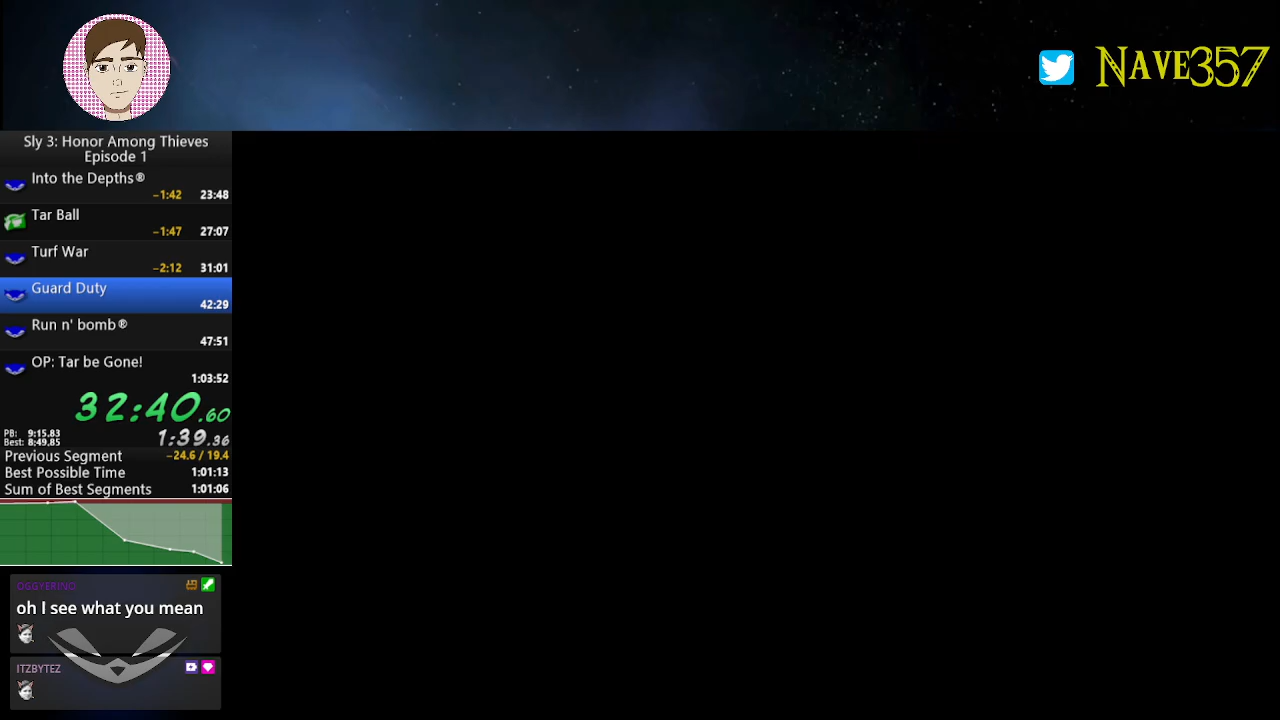 Nave357
Sly 3: Honor Among Thieves
Episode 1
Into the Depths®
-1:42 23:48
Tar Ball
-1:47 27:07
Turf War
-2:12 31:01
Guard Duty
42:29
Run n' bomb®
47:51
OP: Tar be Gone!
1:03:52
32:40.60
PB: 9:15.83
Best: 8:49.85
1:39.36
Previous Segment -24.6 / 19.4
Best Possible Time 1:01:13
Sum of Best Segments 1:01:06
OGGYERINO
oh I see what you mean
ITZBYTEZ